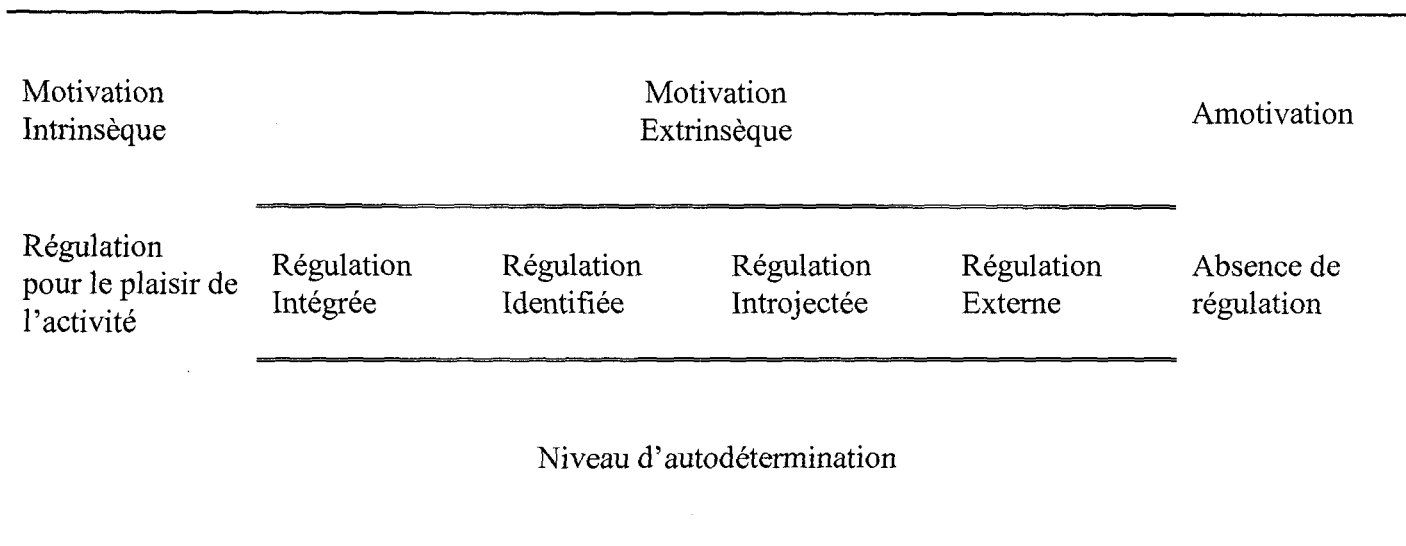 Motivation
Intrinsèque
Motivation
Extrinsèque
Amotivation
Régulation
pour le plaisir de
l'activité
Régulation
Intégrée
Régulation
Identifiée
Régulation
Introjectée
Régulation
Externe
Absence de
régulation
Niveau d'autodétermination